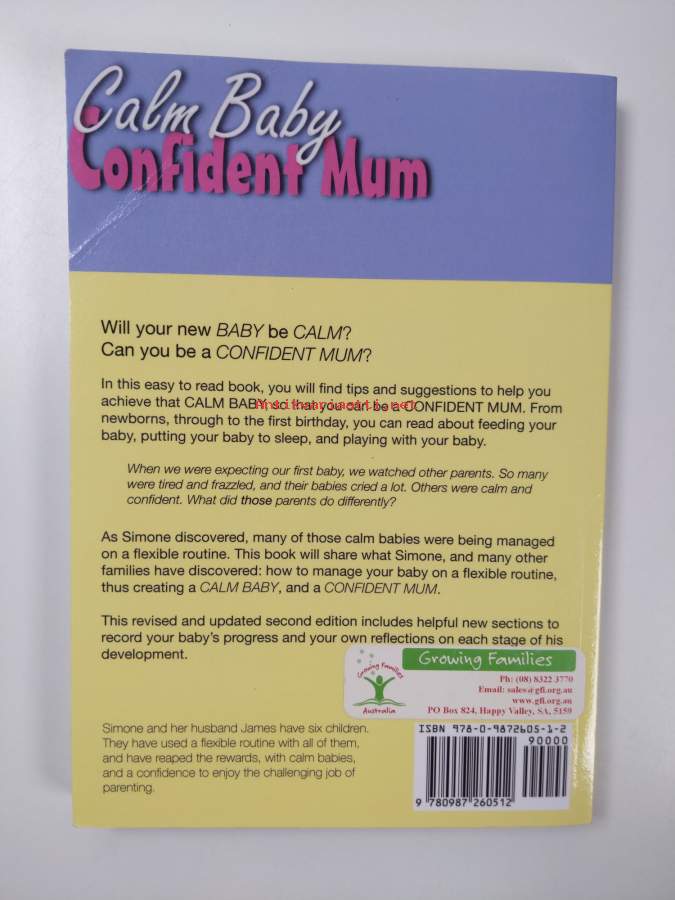 Calm Baby
Confident Mum
Will your new BABY be CALM?
Can you be a CONFIDENT MUM?
In this easy to read book, you will find tips and suggestions to help you
achieve that CALM BABY so that you can be a CONFIDENT MUM. From
newborns, through to the first birthday, you can read about feeding your
baby, putting your baby to sleep, and playing with your baby.
When we were expecting our first baby, we watched other parents. So many
were tired and frazzled, and their babies cried a lot. Others were calm and
confident. What did those parents do differently?
As Simone discovered, many of those calm babies were being managed
on a flexible routine. This book will share what Simone, and many other
families have discovered: how to manage your baby on a flexible routine,
thus creating a CALM BABY, and a CONFIDENT MUM.
This revised and updated second edition includes helpful new sections to
record your baby's progress and your own reflections on each stage of his
development.
Growing Families
Growing Families
Australia
Ph: (08) 8322 3770
Email: sales@gfi.org.au
www.gfi.org.au
PO Box 824, Happy Valley, SA, 5159
Simone and her husband James have six children.
They have used a flexible routine with all of them,
and have reaped the rewards, with calm babies,
and a confidence to enjoy the challenging job of
parenting.
ISBN 978-0-9872605-1-2
90000
9 780987 260512